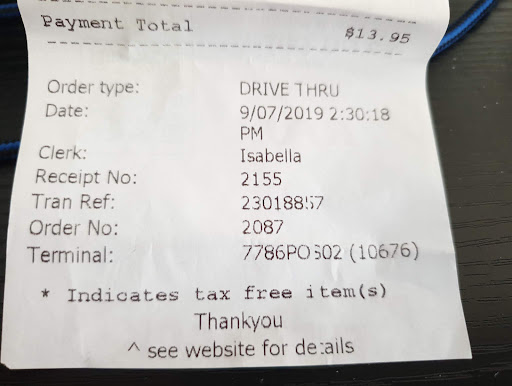 Payment Total $13.95
Order type: DRIVE THRU
Date: 9/07/2019 2:30:18
PM
Clerk: Isabella
Receipt No: 2155
Tran Ref: 23018857
Order No: 2087
Terminal: 7786POS02 (10676)
* Indicates tax free item(s)
Thankyou
^ see website for details